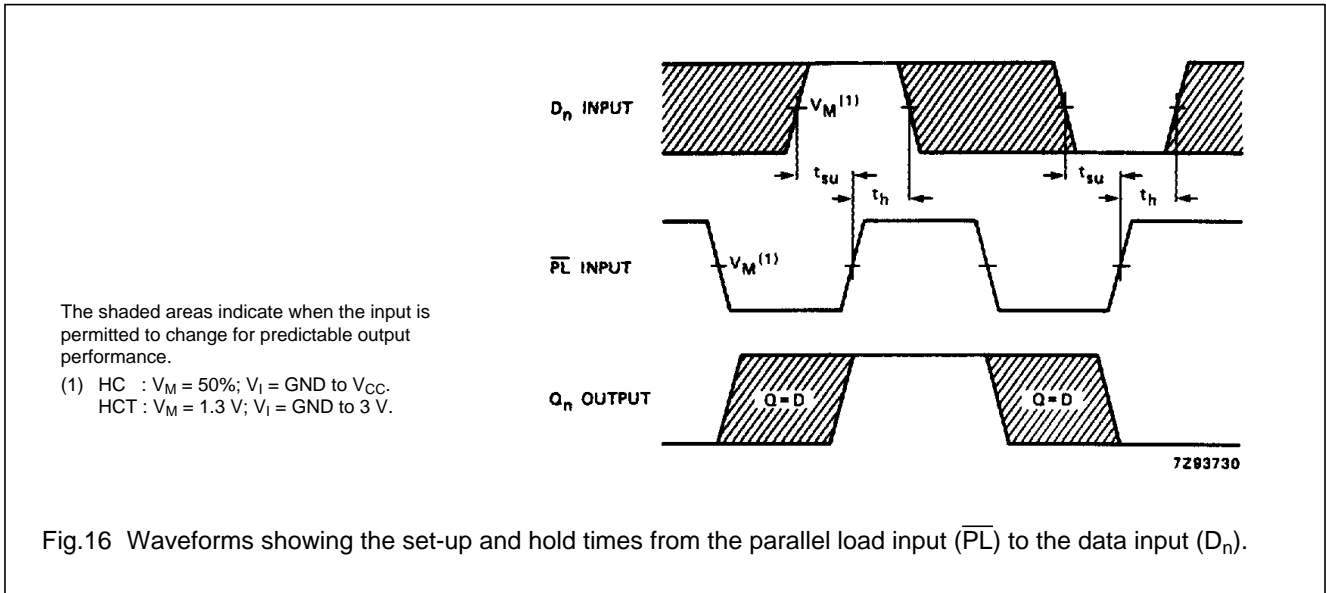 Dn INPUT
VM(1)
tsu
th
tsu
th
PL INPUT
VM(1)
The shaded areas indicate when the input is
permitted to change for predictable output
performance.
(1) HC : VM = 50%; VI = GND to VCC.
HCT : VM = 1.3 V; VI = GND to 3 V.
Qn OUTPUT
Q=D
Q=D
7Z93730
Fig.16 Waveforms showing the set-up and hold times from the parallel load input (PL) to the data input (Dn).